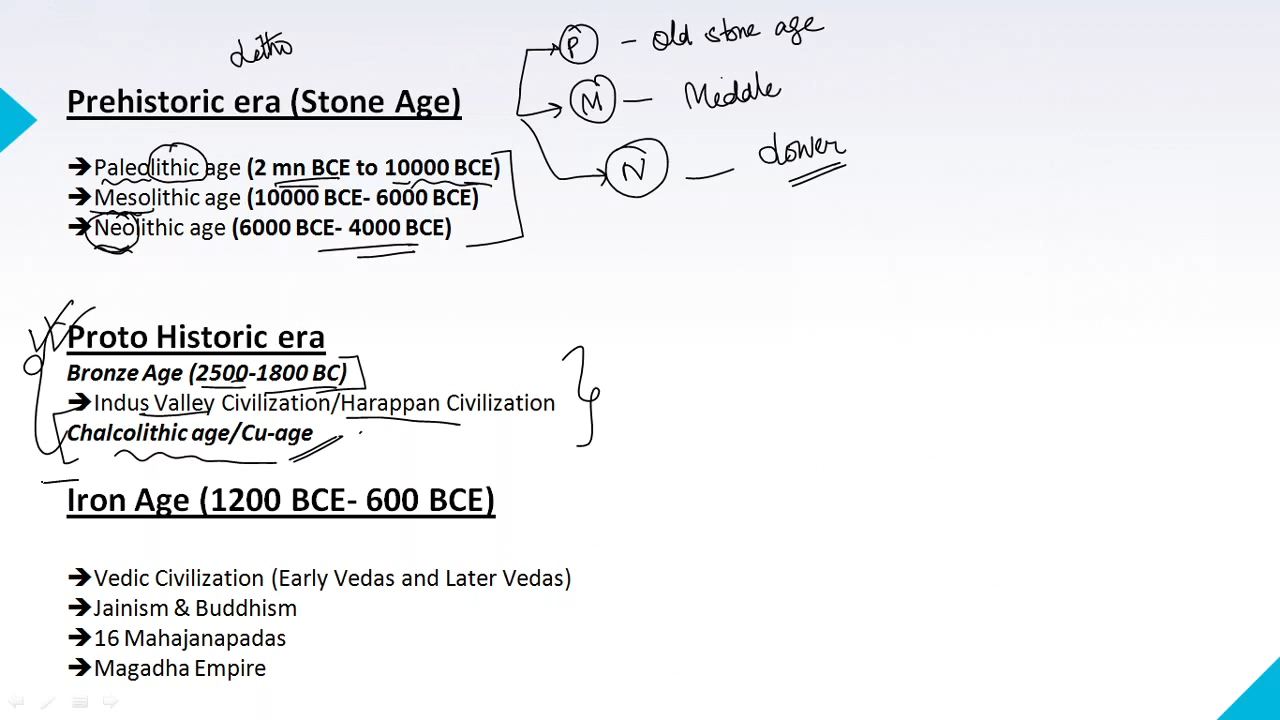 Letho
P - old stone age
Prehistoric era (Stone Age)
M - Middle
➔Paleolithic age (2 mn BCE to 10000 BCE)
N - Lower
➔Mesolithic age (10000 BCE- 6000 BCE)
➔Neolithic age (6000 BCE- 4000 BCE)
Proto Historic era
Bronze Age (2500-1800 BC)
➔Indus Valley Civilization/Harappan Civilization
Chalcolithic age/Cu-age
Iron Age (1200 BCE- 600 BCE)
➔Vedic Civilization (Early Vedas and Later Vedas)
➔Jainism & Buddhism
➔16 Mahajanapadas
➔Magadha Empire